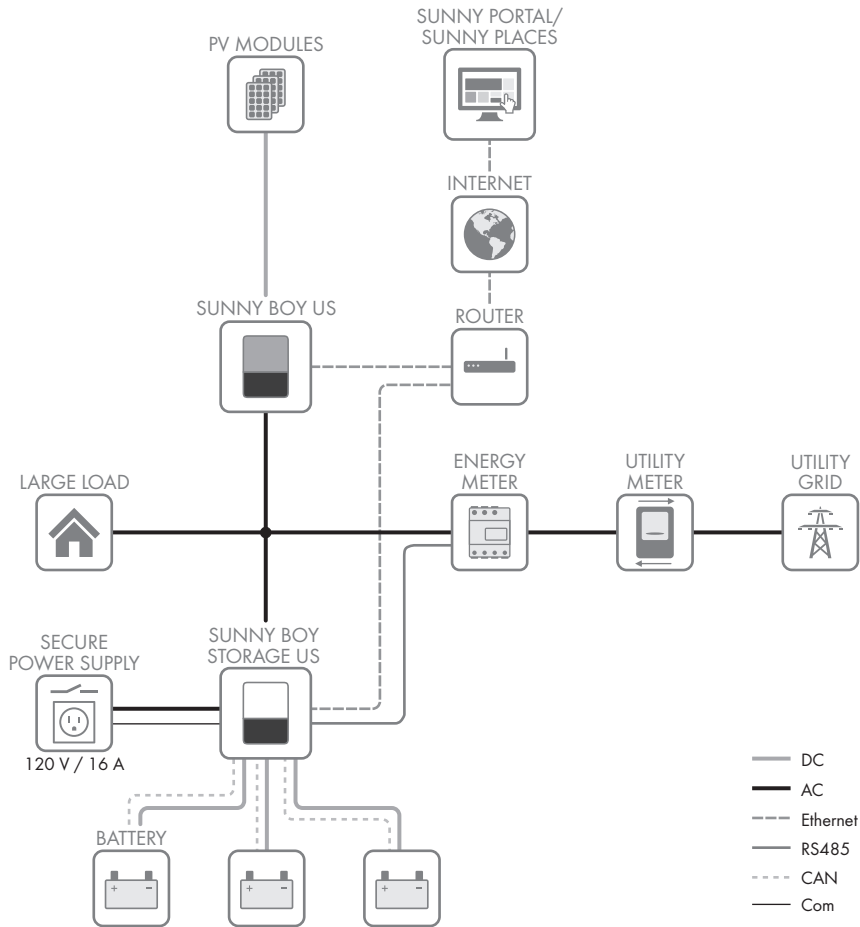 SUNNY PORTAL/
SUNNY PLACES
PV MODULES
INTERNET
SUNNY BOY US
ROUTER
LARGE LOAD
ENERGY
METER
UTILITY
METER
UTILITY
GRID
SECURE
POWER SUPPLY
120 V / 16 A
SUNNY BOY
STORAGE US
BATTERY
+ −
+ −
+ −
DC
AC
Ethernet
RS485
CAN
Com